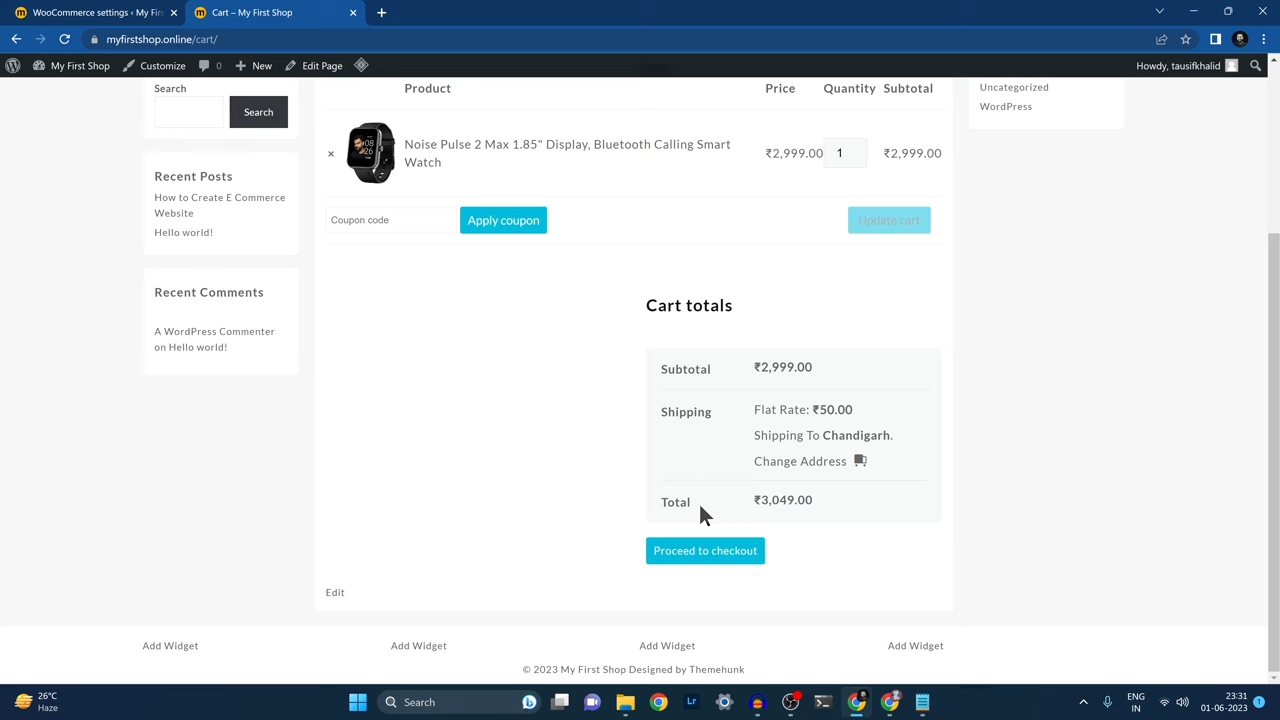 WooCommerce settings ‹ My First
Cart – My First Shop
myfirstshop.online/cart/
My First Shop
Customize
0
New
Edit Page
Howdy, tausifkhalid
Search
Search
Recent Posts
How to Create E Commerce
Website
Hello world!
Recent Comments
A WordPress Commenter
on Hello world!
Product Price Quantity Subtotal
×
Noise Pulse 2 Max 1.85" Display, Bluetooth Calling Smart
Watch
₹2,999.00 1 ₹2,999.00
Coupon code Apply coupon Update cart
Cart totals
Subtotal ₹2,999.00
Shipping Flat Rate: ₹50.00
Shipping To Chandigarh.
Change Address
Total ₹3,049.00
Proceed to checkout
Edit
Uncategorized
WordPress
Add Widget Add Widget Add Widget Add Widget
© 2023 My First Shop Designed by Themehunk
26°C
Haze
Search
Lr
ENG
IN
23:31
01-06-2023
1